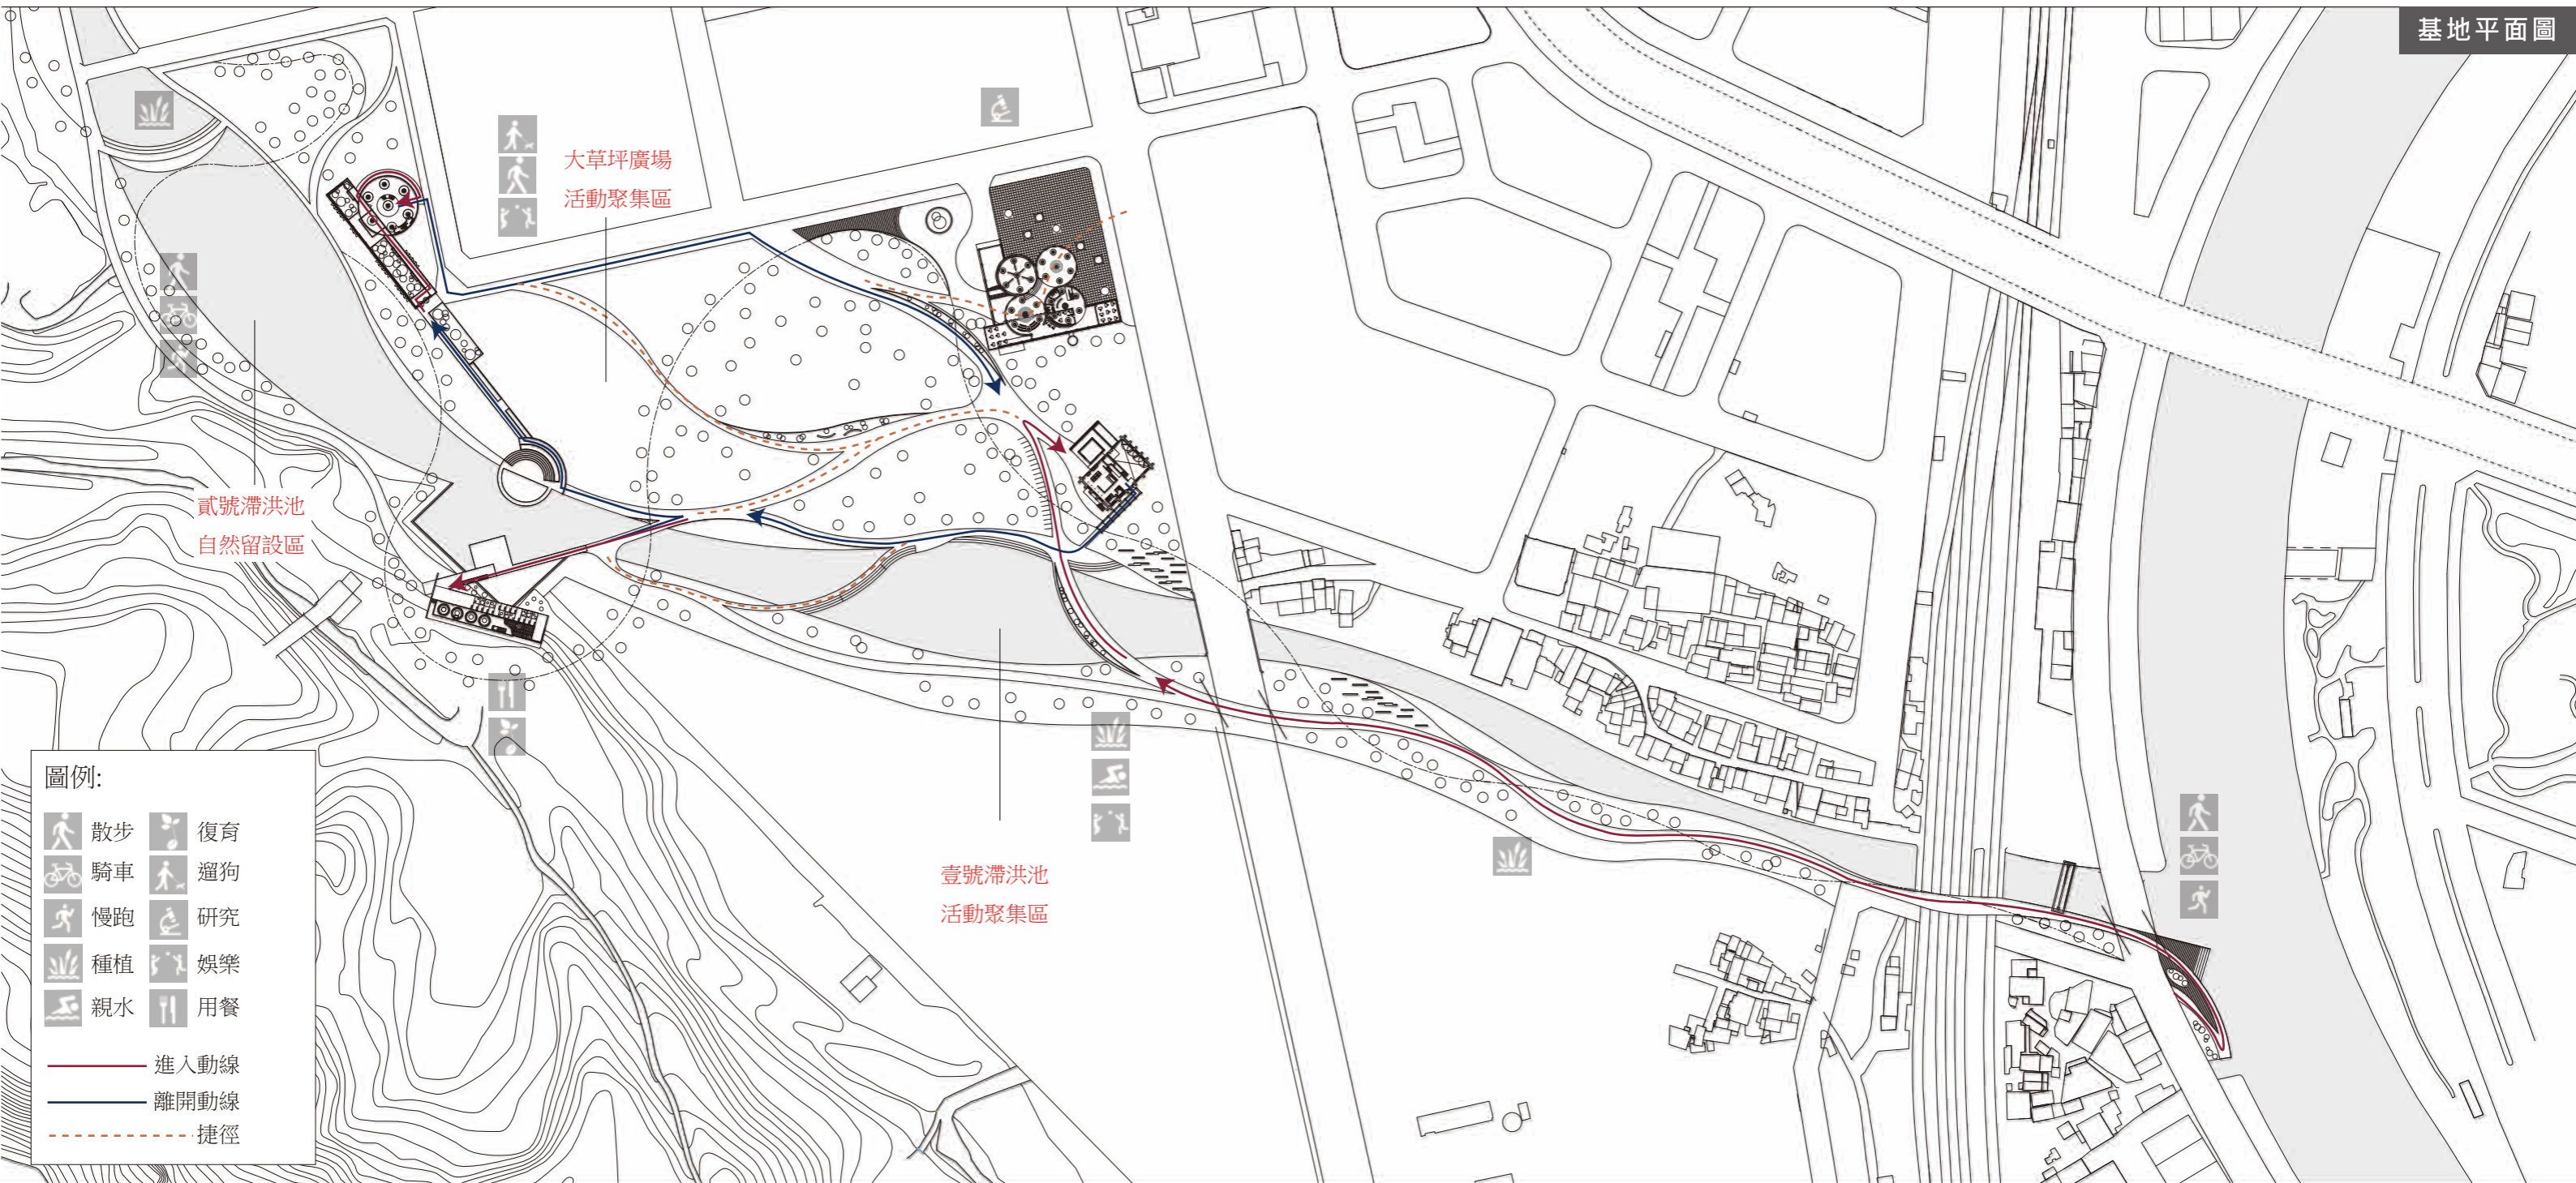 基地平面圖
大草坪廣場
活動聚集區
貳號滯洪池
自然留設區
壹號滯洪池
活動聚集區
圖例:
散步 復育
騎車 遛狗
慢跑 研究
種植 娛樂
親水 用餐
進入動線
離開動線
捷徑